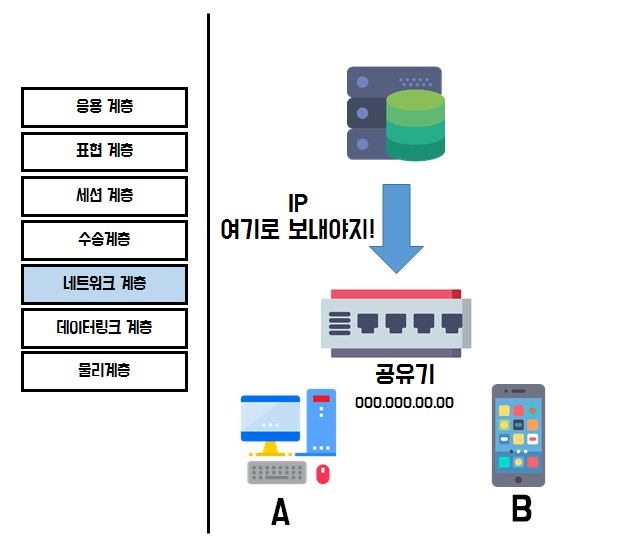 응용 계층
표현 계층
세션 계층
수송계층
네트워크 계층
데이터링크 계층
물리계층
IP
여기로 보내야지!
공유기
000.000.00.00
A
B